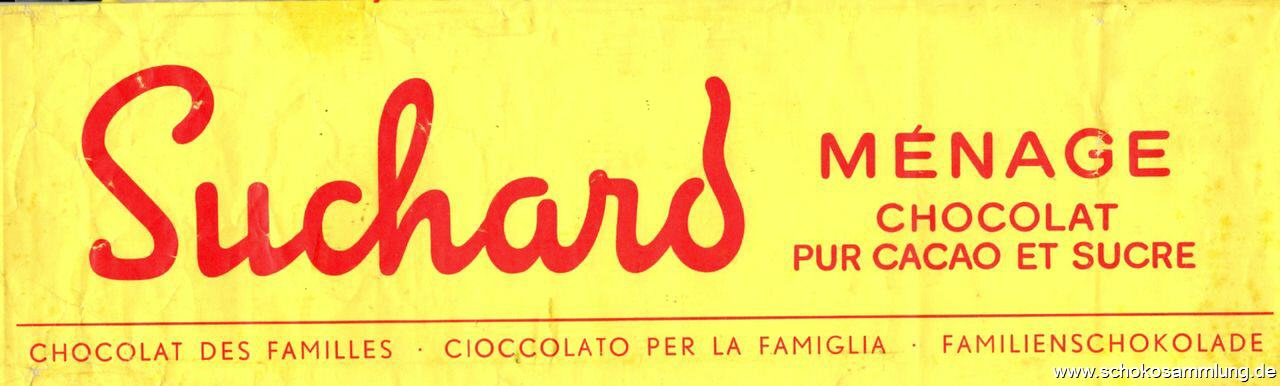 Suchard
MÉNAGE
CHOCOLAT
PUR CACAO ET SUCRE
CHOCOLAT DES FAMILLES · CIOCCOLATO PER LA FAMIGLIA · FAMILIENSCHOKOLADE
www.schokosammlung.de